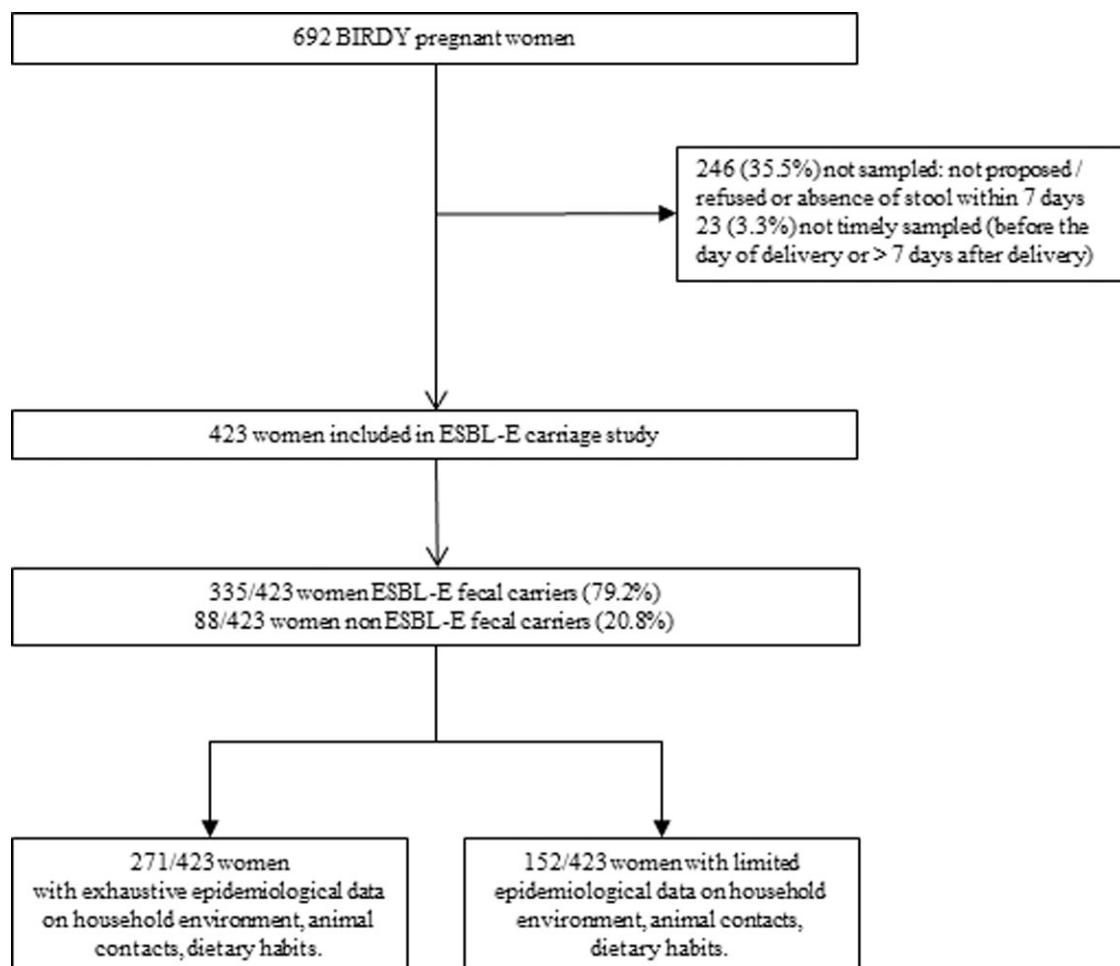 692 BIRDY pregnant women
246 (35.5%) not sampled: not proposed /
refused or absence of stool within 7 days
23 (3.3%) not timely sampled (before the
day of delivery or > 7 days after delivery)
423 women included in ESBL-E carriage study
335/423 women ESBL-E fecal carriers (79.2%)
88/423 women non ESBL-E fecal carriers (20.8%)
271/423 women
with exhaustive epidemiological data
on household environment, animal
contacts, dietary habits.
152/423 women with limited
epidemiological data on household
environment, animal contacts,
dietary habits.